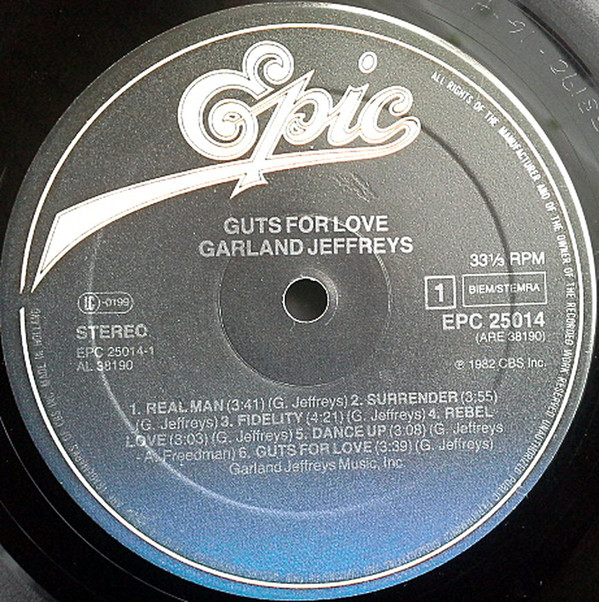 Epic
GUTS FOR LOVE
GARLAND JEFFREYS
33⅓ RPM
LC -0199
1
BIEM/STEMRA
STEREO
EPC 25014
(ARE 38190)
EPC 25014-1
AL 38190
℗ 1982 CBS Inc.
1. REAL MAN (3:41) (G. Jeffreys) 2. SURRENDER (3:55)
(G. Jeffreys) 3. FIDELITY (4:21) (G. Jeffreys) 4. REBEL
LOVE (3:03) (G. Jeffreys) 5. DANCE UP (3:08) (G. Jeffreys
- A. Freedman) 6. GUTS FOR LOVE (3:39) (G. Jeffreys)
Garland Jeffreys Music, Inc.
ALL RIGHTS OF THE MANUFACTURER AND OF THE OWNER OF THE RECORDED WORK RESERVED UNAUTHORIZED PUBLIC PERFORMANCE
MADE IN HOLLAND